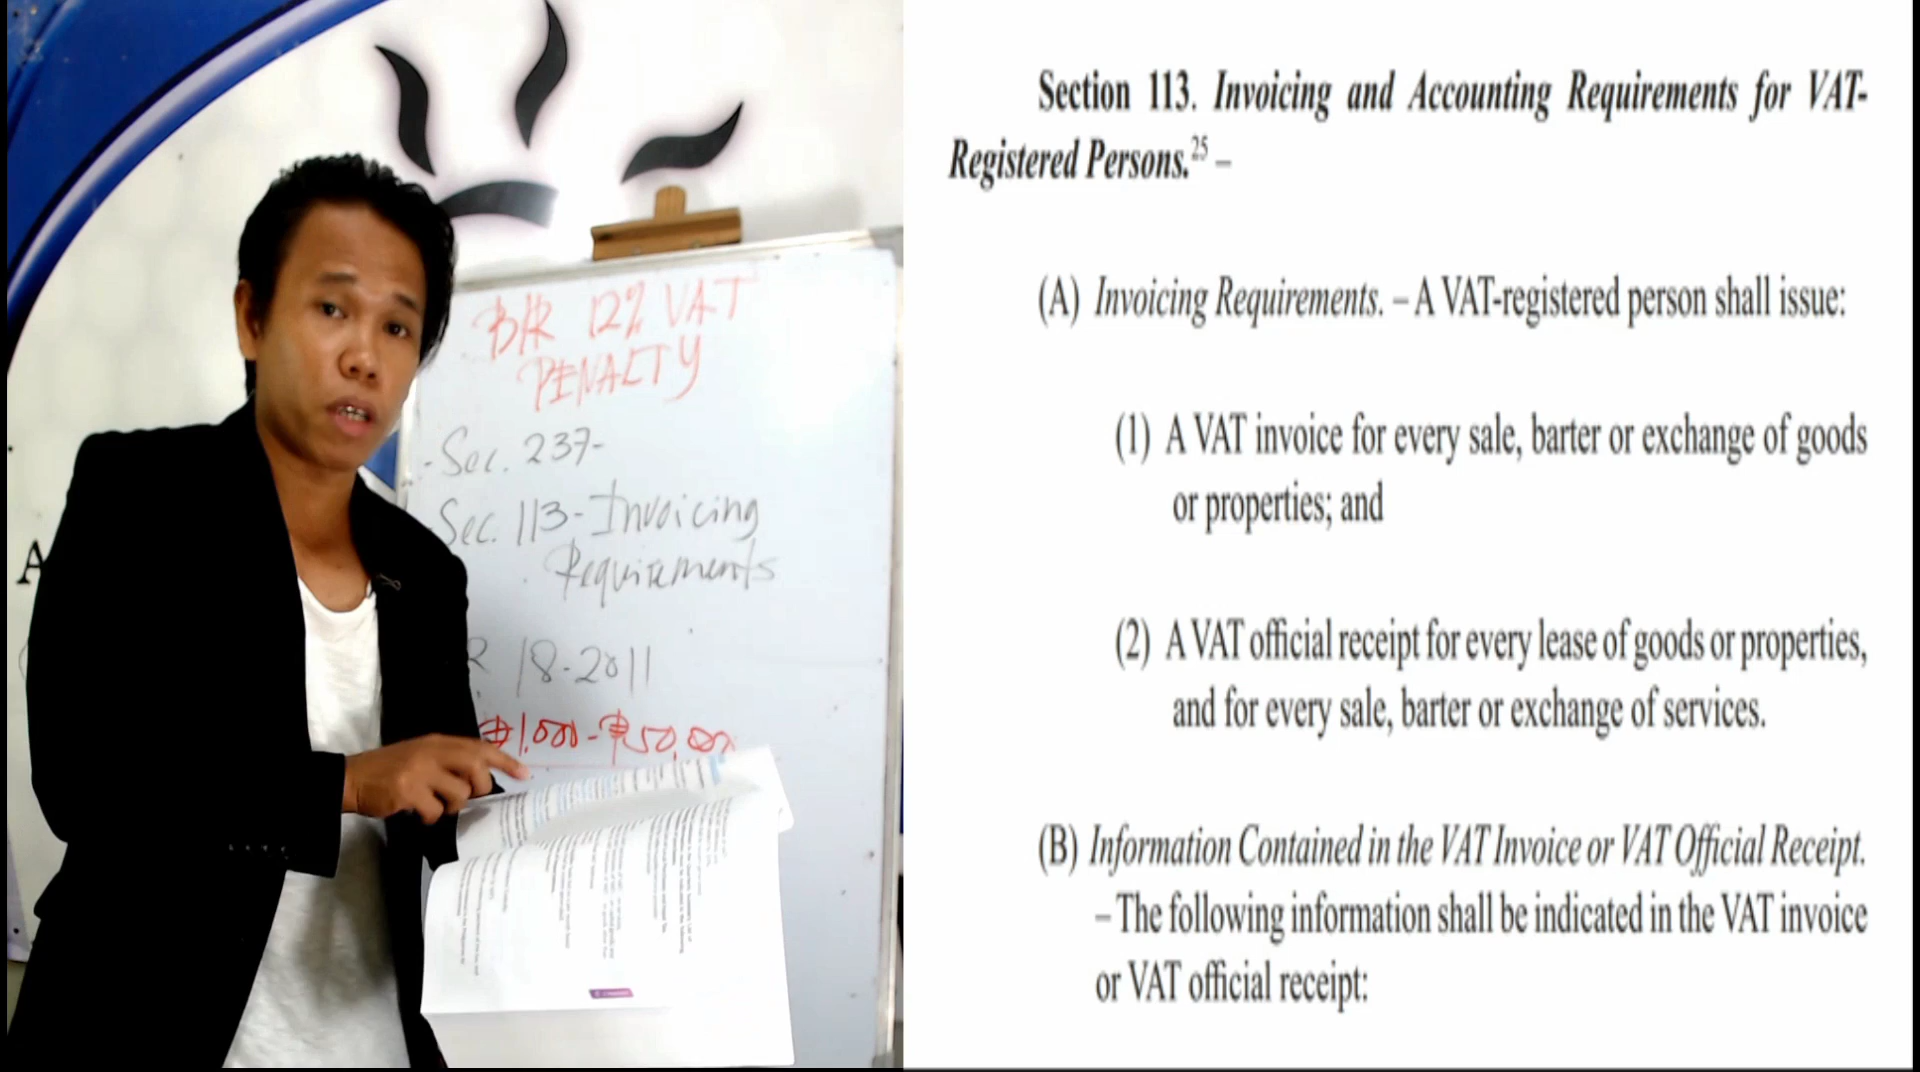 BIR 12% VAT
PENALTY
- Sec. 237-
- Sec. 113-Invoicing
Requirements
R 18-2011
₱1,000-₱50,000
A
Section 113. Invoicing and Accounting Requirements for VAT-
Registered Persons.25 –
(A) Invoicing Requirements. – A VAT-registered person shall issue:
(1) A VAT invoice for every sale, barter or exchange of goods
or properties; and
(2) A VAT official receipt for every lease of goods or properties,
and for every sale, barter or exchange of services.
(B) Information Contained in the VAT Invoice or VAT Official Receipt.
– The following information shall be indicated in the VAT invoice
or VAT official receipt: